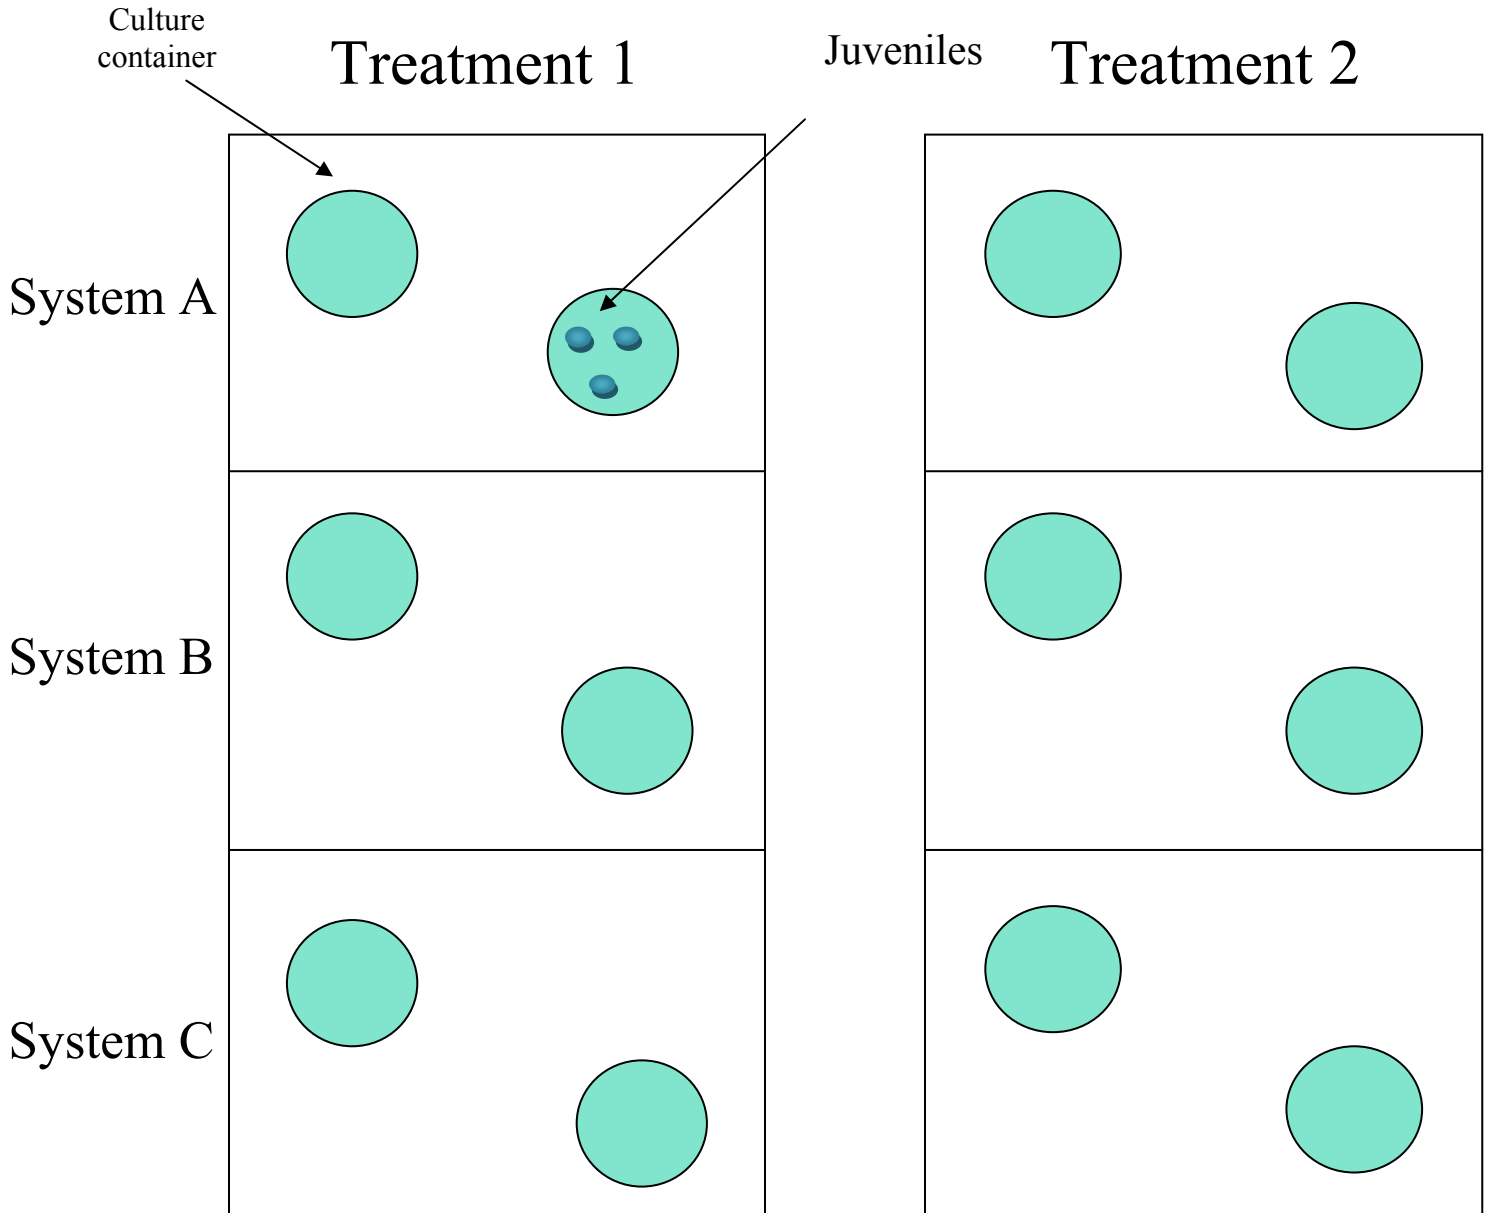 Culture
container
Treatment 1
Juveniles
Treatment 2
System A
System B
System C